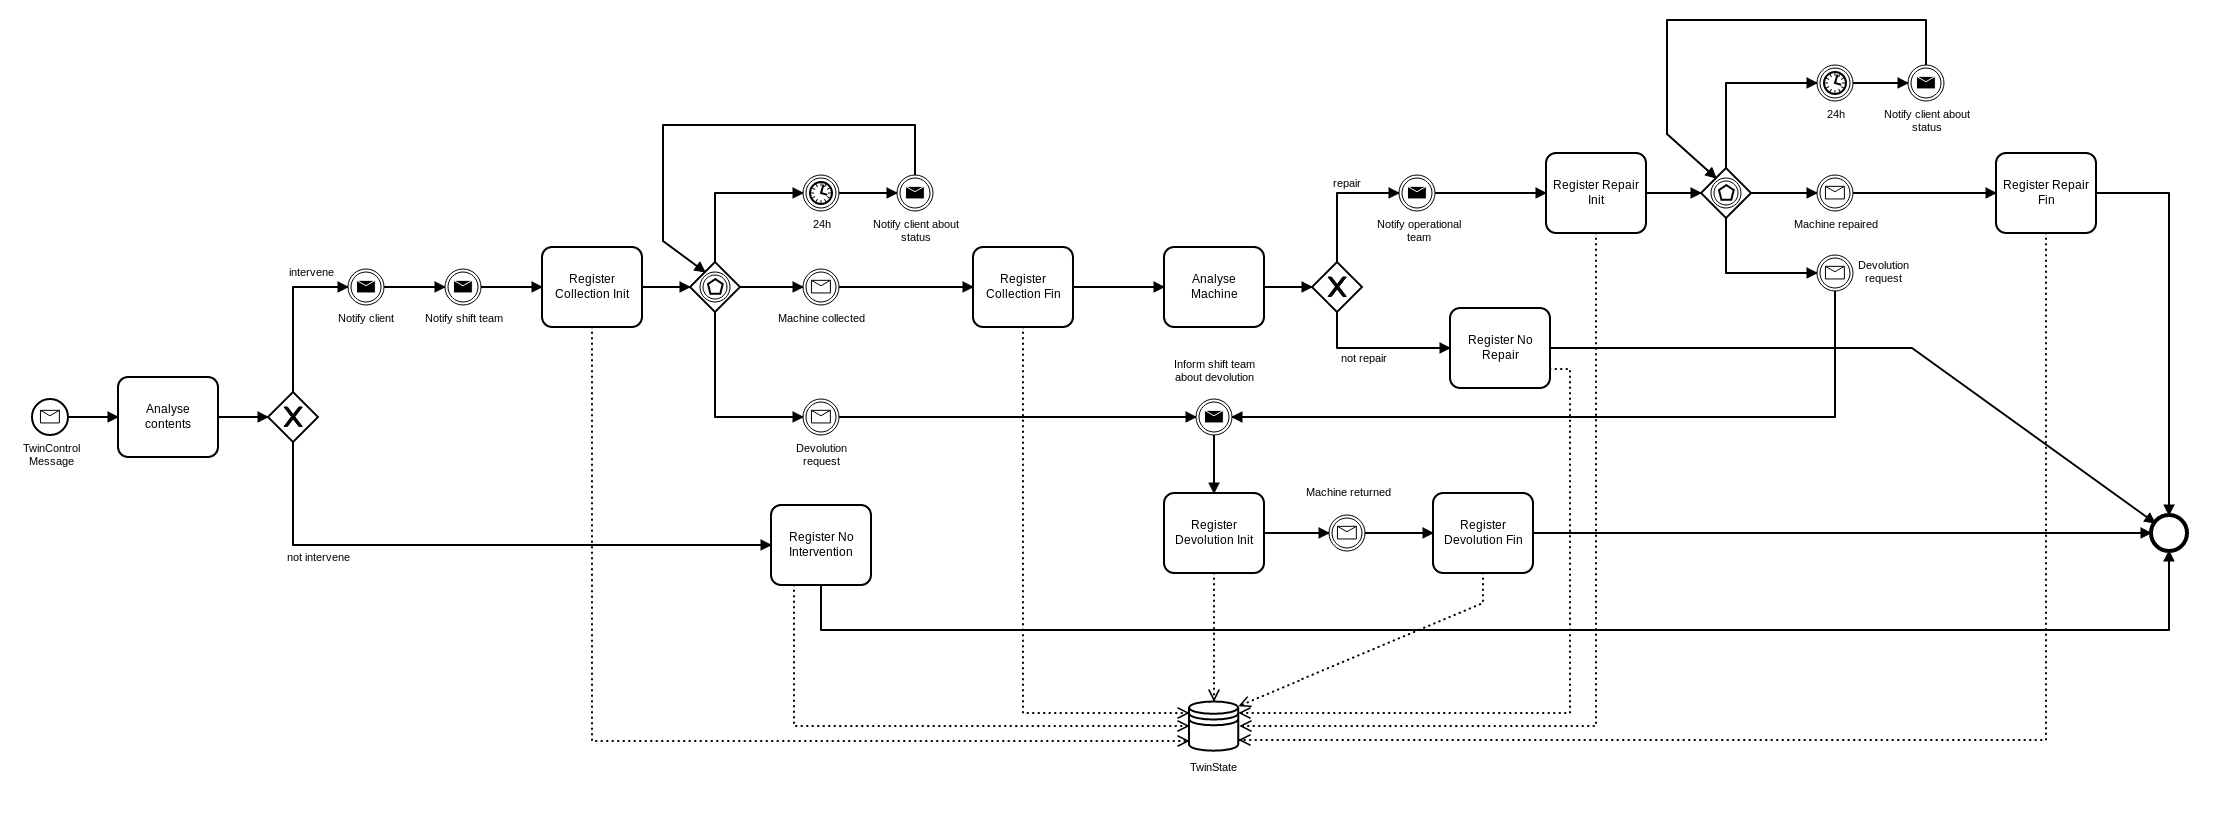 24h
Notify client about
status
Register Repair
Init
Register Repair
Fin
repair
Notify operational
team
Machine repaired
24h
Notify client about
status
Devolution
request
intervene
Notify client
Notify shift team
Register
Collection Init
Machine collected
Register
Collection Fin
Analyse
Machine
Register No
Repair
not repair
Inform shift team
about devolution
TwinControl
Message
Analyse
contents
Devolution
request
Machine returned
Register
Devolution Init
Register
Devolution Fin
not intervene
Register No
Intervention
TwinState